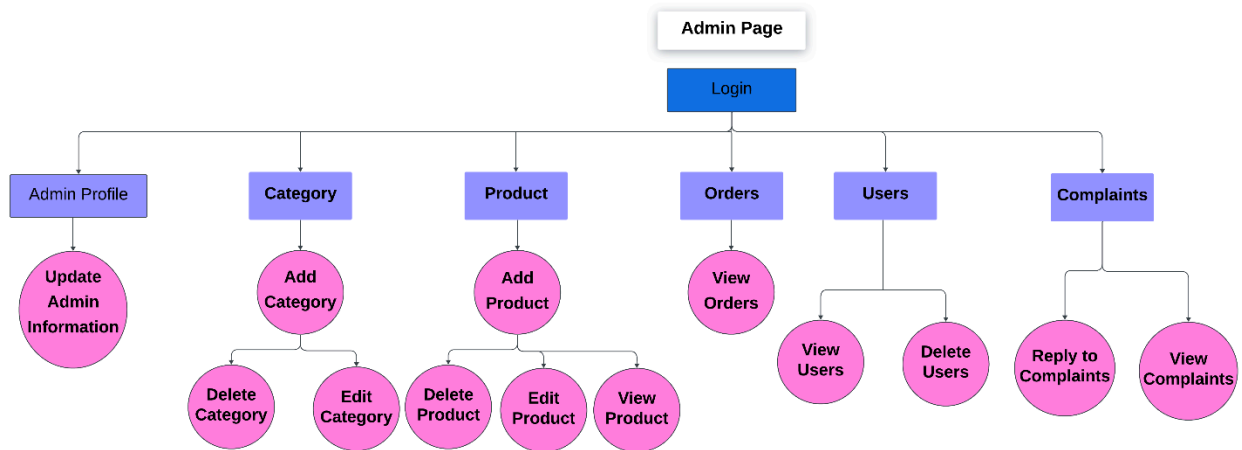 Admin Page
Login
Admin Profile
Category
Product
Orders
Users
Complaints
Update
Admin
Information
Add
Category
Add
Product
View
Orders
View
Users
Delete
Users
Reply to
Complaints
View
Complaints
Delete
Category
Edit
Category
Delete
Product
Edit
Product
View
Product